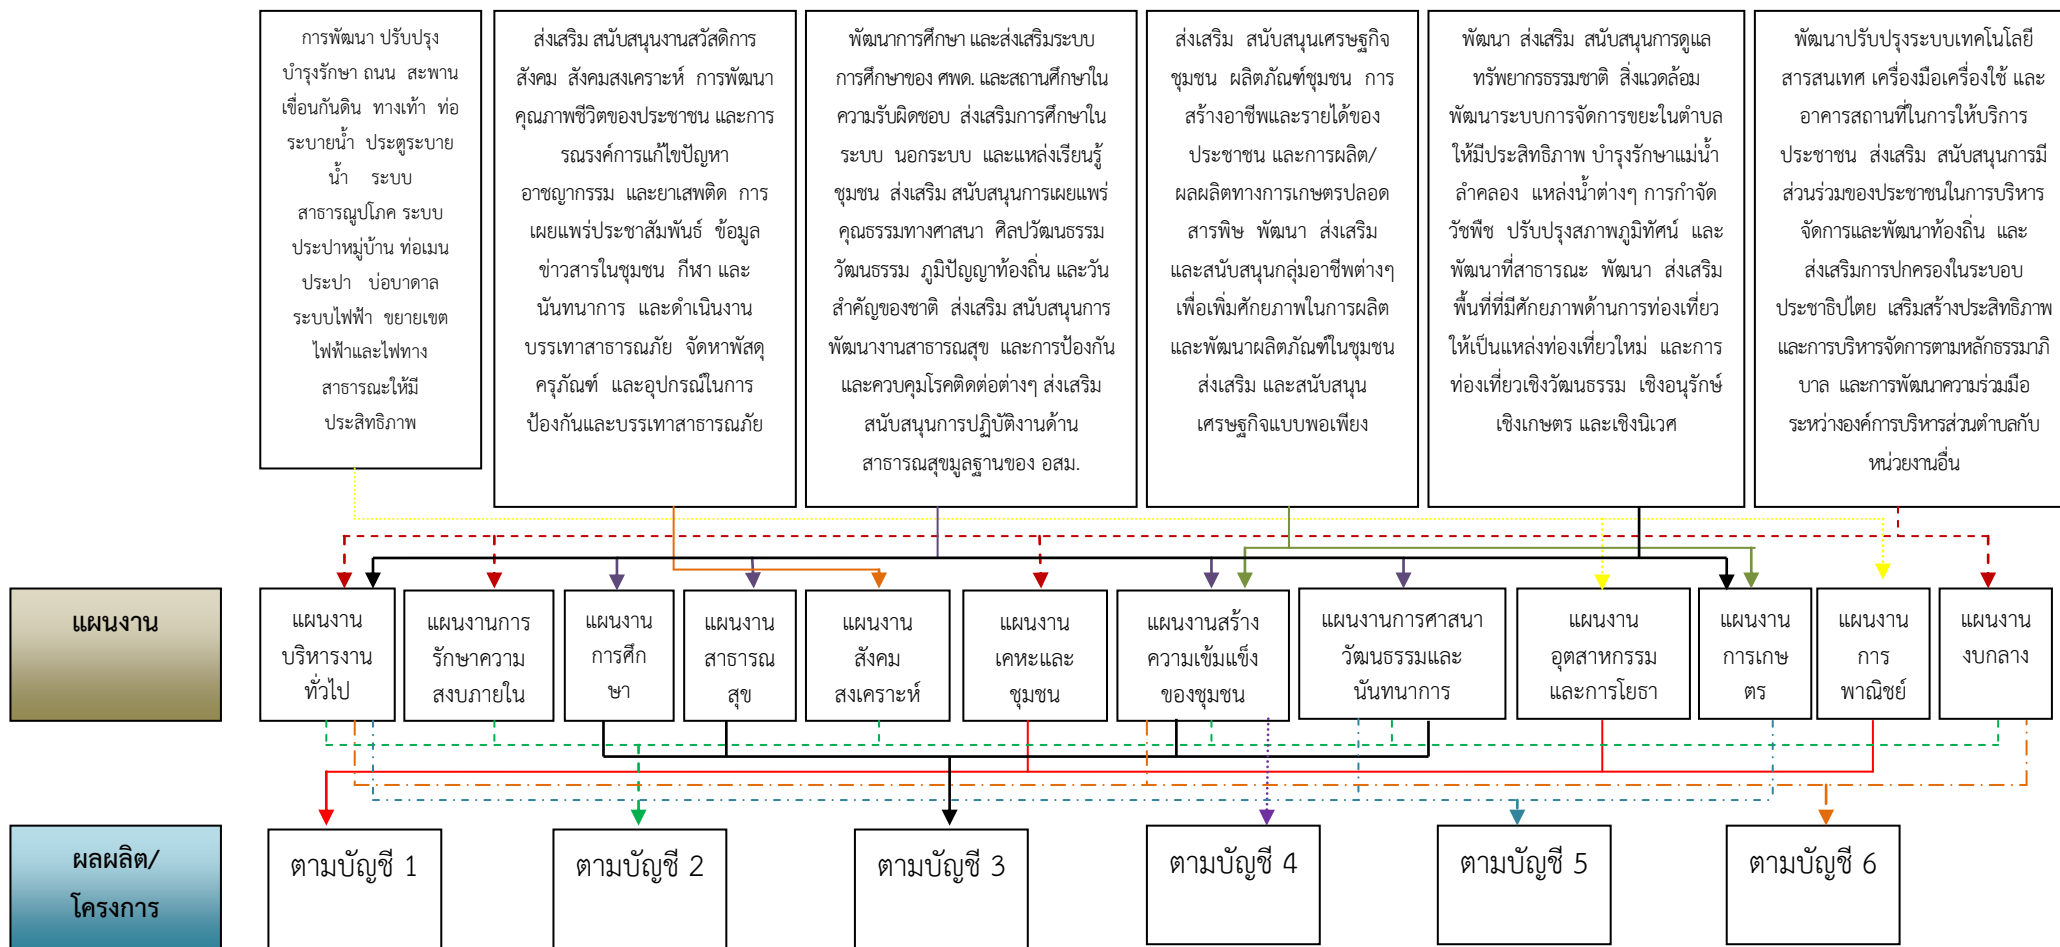 การพัฒนา ปรับปรุง
บำรุงรักษา ถนน สะพาน
เขื่อนกันดิน ทางเท้า ท่อ
ระบายน้ำ ประตูระบาย
น้ำ ระบบ
สาธารณูปโภค ระบบ
ประปาหมู่บ้าน ท่อเมน
ประปา บ่อบาดาล
ระบบไฟฟ้า ขยายเขต
ไฟฟ้าและไฟทาง
สาธารณะให้มี
ประสิทธิภาพ
ส่งเสริม สนับสนุนงานสวัสดิการ
สังคม สังคมสงเคราะห์ การพัฒนา
คุณภาพชีวิตของประชาชน และการ
รณรงค์การแก้ไขปัญหา
อาชญากรรม และยาเสพติด การ
เผยแพร่ประชาสัมพันธ์ ข้อมูล
ข่าวสารในชุมชน กีฬา และ
นันทนาการ และดำเนินงาน
บรรเทาสาธารณภัย จัดหาพัสดุ
ครุภัณฑ์ และอุปกรณ์ในการ
ป้องกันและบรรเทาสาธารณภัย
พัฒนาการศึกษา และส่งเสริมระบบ
การศึกษาของ ศพด. และสถานศึกษาใน
ความรับผิดชอบ ส่งเสริมการศึกษาใน
ระบบ นอกระบบ และแหล่งเรียนรู้
ชุมชน ส่งเสริม สนับสนุนการเผยแพร่
คุณธรรมทางศาสนา ศิลปวัฒนธรรม
วัฒนธรรม ภูมิปัญญาท้องถิ่น และวัน
สำคัญของชาติ ส่งเสริม สนับสนุนการ
พัฒนางานสาธารณสุข และการป้องกัน
และควบคุมโรคติดต่อต่างๆ ส่งเสริม
สนับสนุนการปฏิบัติงานด้าน
สาธารณสุขมูลฐานของ อสม.
ส่งเสริม สนับสนุนเศรษฐกิจ
ชุมชน ผลิตภัณฑ์ชุมชน การ
สร้างอาชีพและรายได้ของ
ประชาชน และการผลิต/
ผลผลิตทางการเกษตรปลอด
สารพิษ พัฒนา ส่งเสริม
และสนับสนุนกลุ่มอาชีพต่างๆ
เพื่อเพิ่มศักยภาพในการผลิต
และพัฒนาผลิตภัณฑ์ในชุมชน
ส่งเสริม และสนับสนุน
เศรษฐกิจแบบพอเพียง
พัฒนา ส่งเสริม สนับสนุนการดูแล
ทรัพยากรธรรมชาติ สิ่งแวดล้อม
พัฒนาระบบการจัดการขยะในตำบล
ให้มีประสิทธิภาพ บำรุงรักษาแม่น้ำ
ลำคลอง แหล่งน้ำต่างๆ การกำจัด
วัชพืช ปรับปรุงสภาพภูมิทัศน์ และ
พัฒนาที่สาธารณะ พัฒนา ส่งเสริม
พื้นที่ที่มีศักยภาพด้านการท่องเที่ยว
ให้เป็นแหล่งท่องเที่ยวใหม่ และการ
ท่องเที่ยวเชิงวัฒนธรรม เชิงอนุรักษ์
เชิงเกษตร และเชิงนิเวศ
พัฒนาปรับปรุงระบบเทคโนโลยี
สารสนเทศ เครื่องมือเครื่องใช้ และ
อาคารสถานที่ในการให้บริการ
ประชาชน ส่งเสริม สนับสนุนการมี
ส่วนร่วมของประชาชนในการบริหาร
จัดการและพัฒนาท้องถิ่น และ
ส่งเสริมการปกครองในระบอบ
ประชาธิปไตย เสริมสร้างประสิทธิภาพ
และการบริหารจัดการตามหลักธรรมาภิ
บาล และการพัฒนาความร่วมมือ
ระหว่างองค์การบริหารส่วนตำบลกับ
หน่วยงานอื่น
แผนงาน
แผนงาน
บริหารงาน
ทั่วไป
แผนงานการ
รักษาความ
สงบภายใน
แผนงาน
การศึก
ษา
แผนงาน
สาธารณ
สุข
แผนงาน
สังคม
สงเคราะห์
แผนงาน
เคหะและ
ชุมชน
แผนงานสร้าง
ความเข้มแข็ง
ของชุมชน
แผนงานการศาสนา
วัฒนธรรมและ
นันทนาการ
แผนงาน
อุตสาหกรรม
และการโยธา
แผนงาน
การเกษ
ตร
แผนงาน
การ
พาณิชย์
แผนงาน
งบกลาง
ผลผลิต/
โครงการ
ตามบัญชี 1
ตามบัญชี 2
ตามบัญชี 3
ตามบัญชี 4
ตามบัญชี 5
ตามบัญชี 6